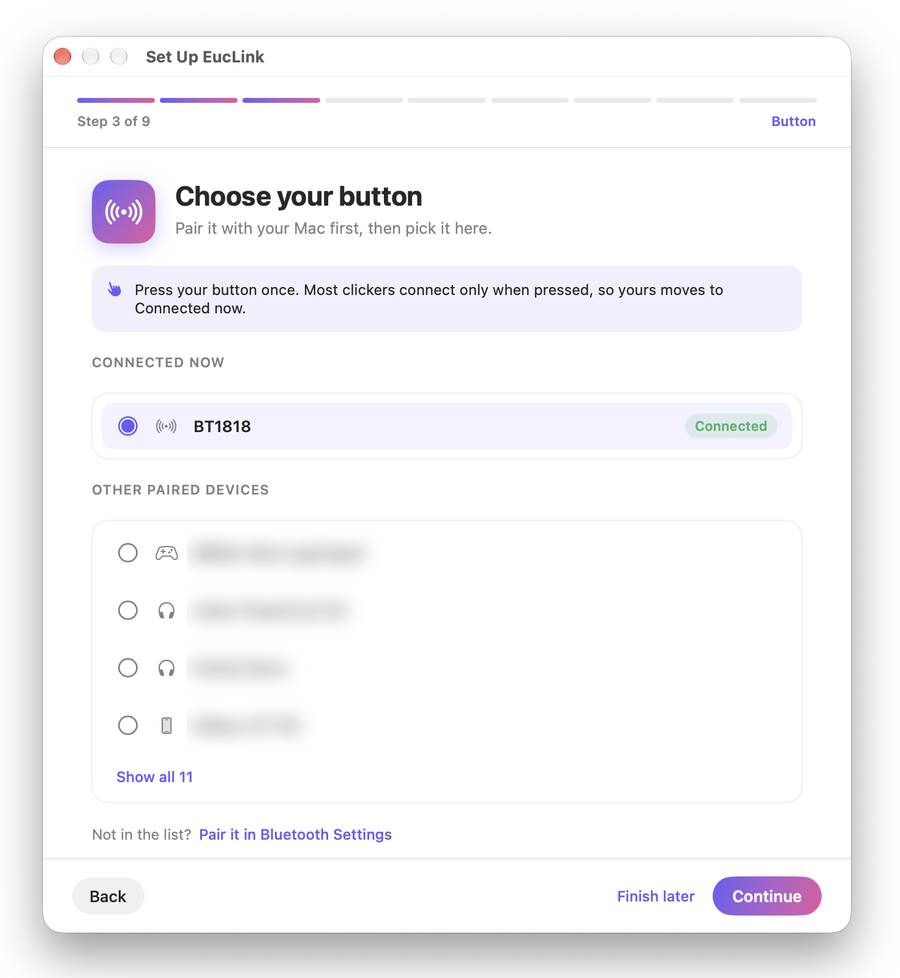 Set Up EucLink
Step 3 of 9
Button
Choose your button
Pair it with your Mac first, then pick it here.
Press your button once. Most clickers connect only when pressed, so yours moves to
Connected now.
CONNECTED NOW
BT1818
Connected
OTHER PAIRED DEVICES
Show all 11
Not in the list? Pair it in Bluetooth Settings
Back
Finish later
Continue